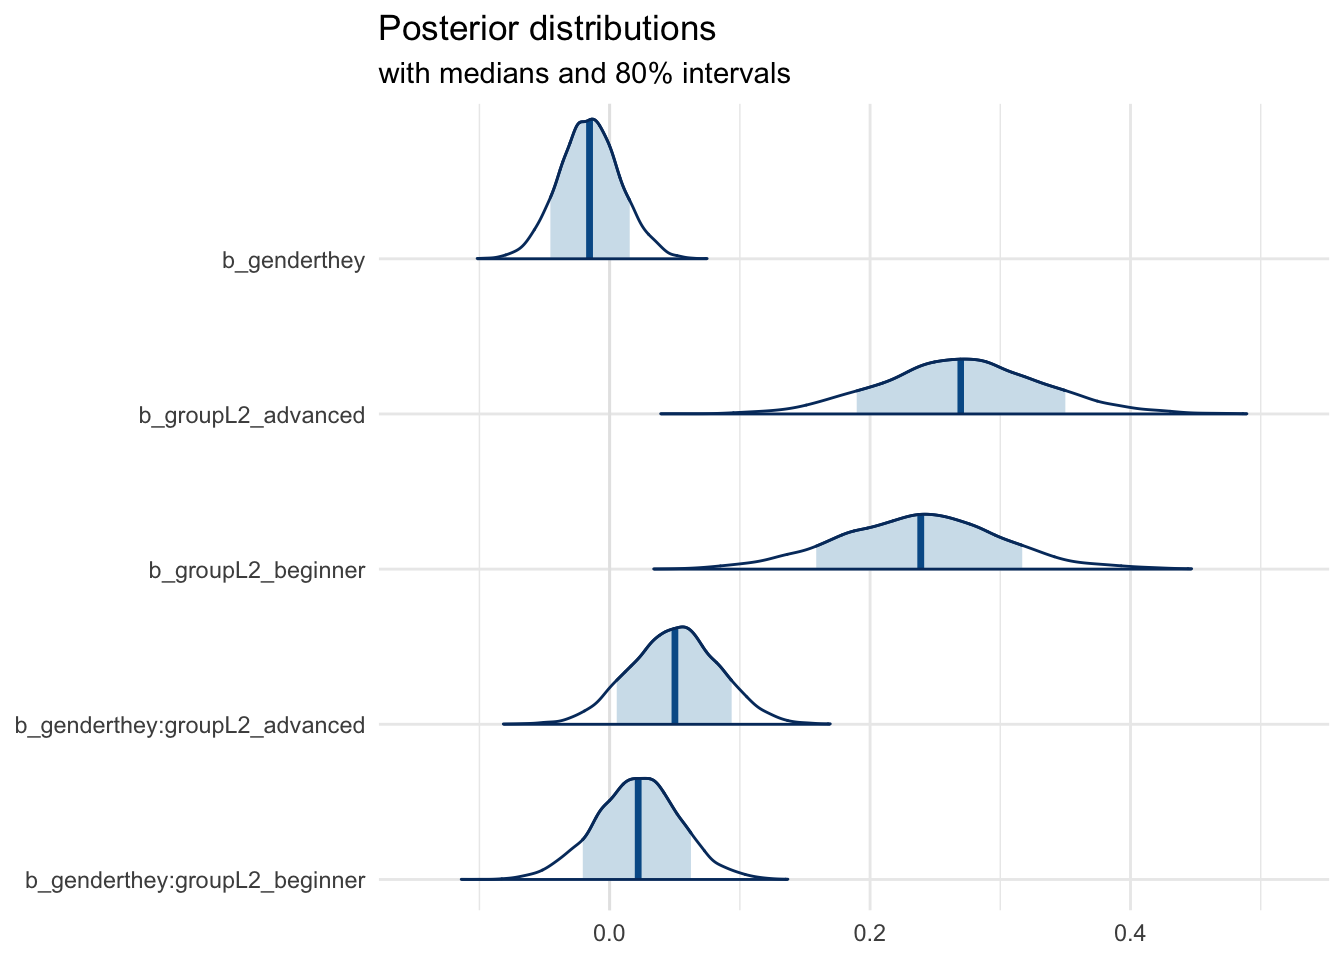 Posterior distributions
with medians and 80% intervals
b_genderthey
b_groupL2_advanced
b_groupL2_beginner
b_genderthey:groupL2_advanced
b_genderthey:groupL2_beginner
0.0 0.2 0.4